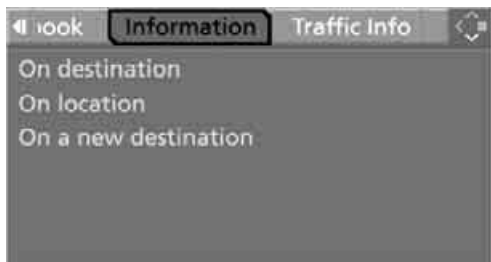 ook Information Traffic Info
On destination
On location
On a new destination